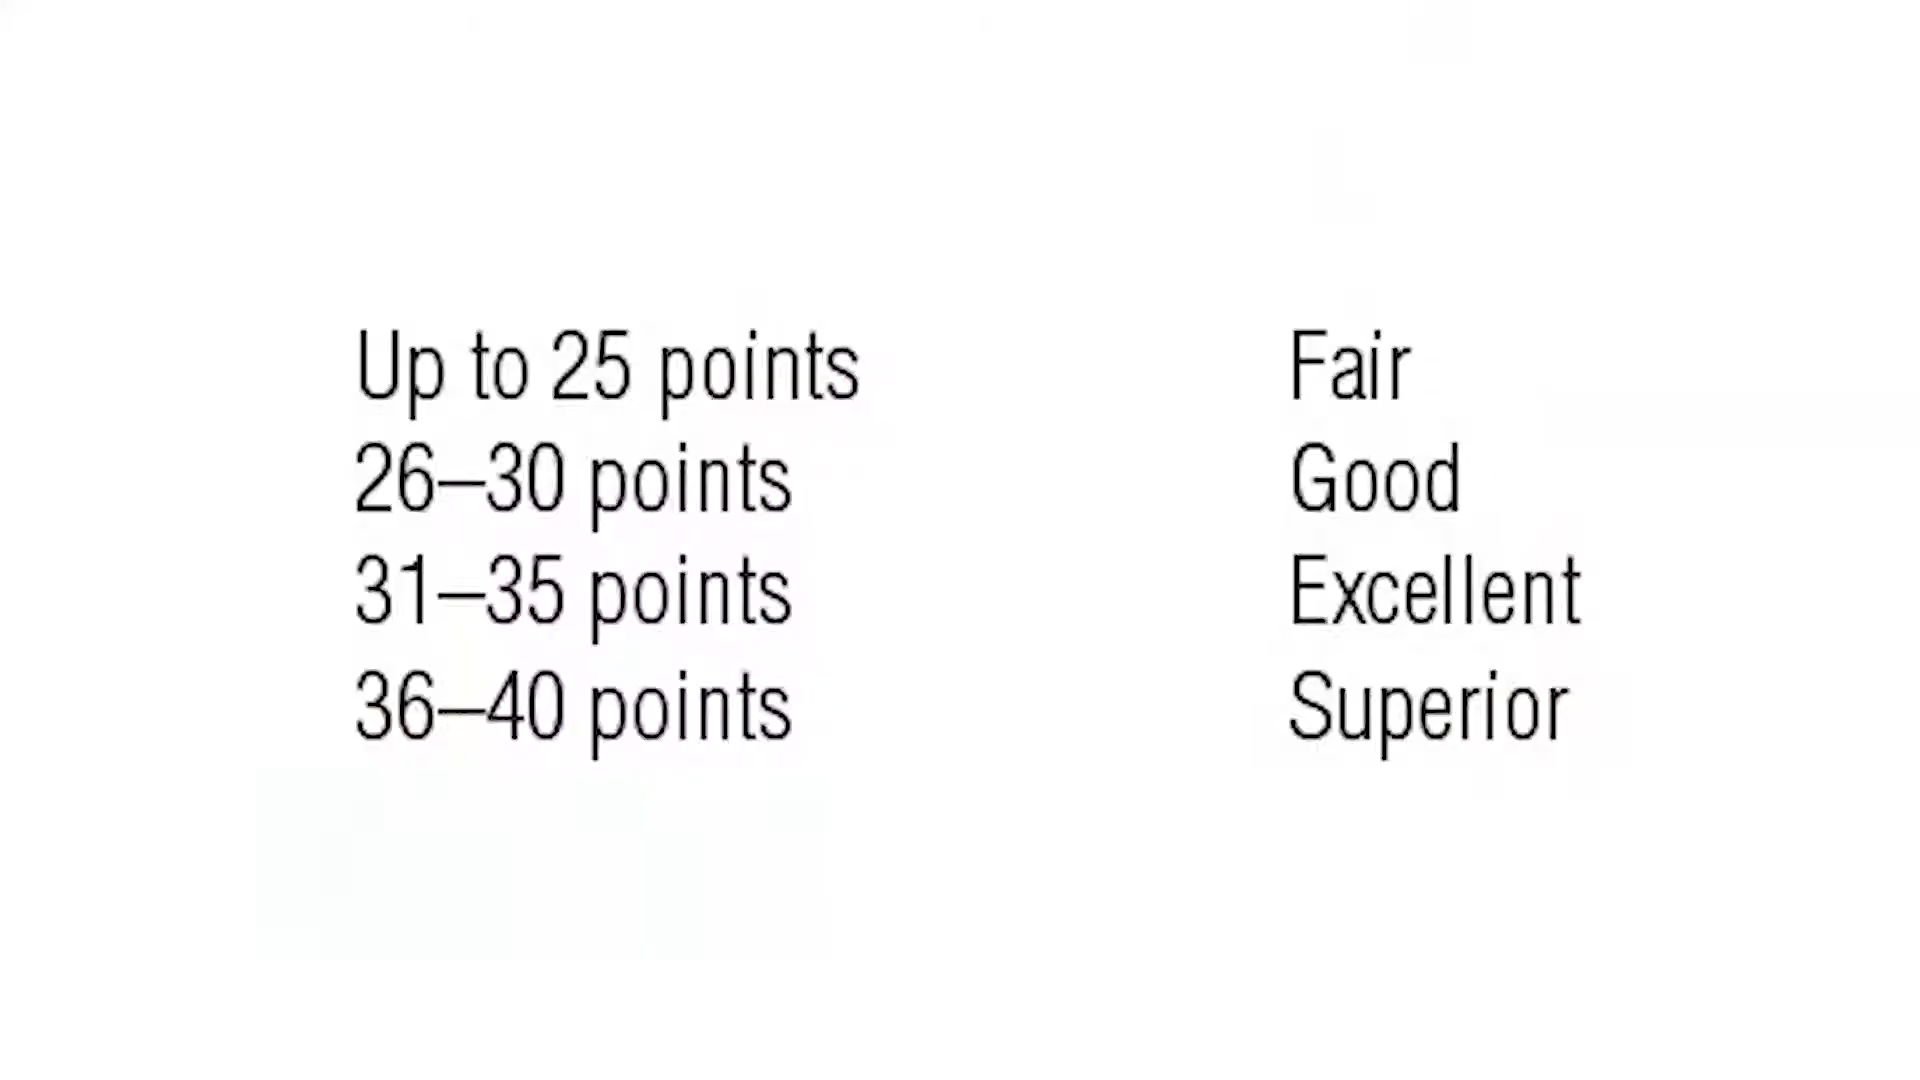 Up to 25 points Fair
26–30 points Good
31–35 points Excellent
36–40 points Superior